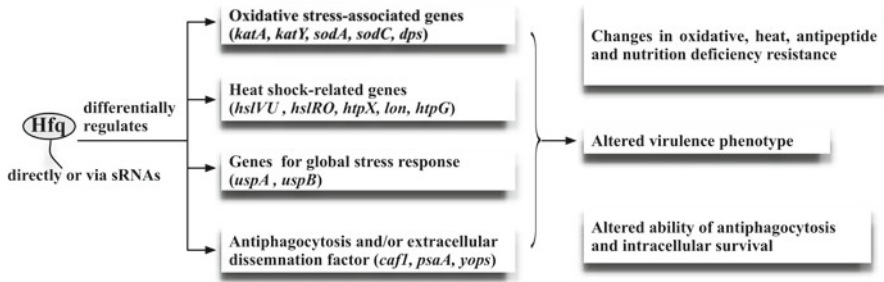 Hfq
directly or via sRNAs
differentially
regulates
Oxidative stress-associated genes
(katA, katY, sodA, sodC, dps)
Heat shock-related genes
(hslVU , hslRO, htpX, lon, htpG)
Genes for global stress response
(uspA , uspB)
Antiphagocytosis and/or extracellular
dissemnation factor (caf1, psaA, yops)
Changes in oxidative, heat, antipeptide
and nutrition deficiency resistance
Altered virulence phenotype
Altered ability of antiphagocytosis
and intracellular survival